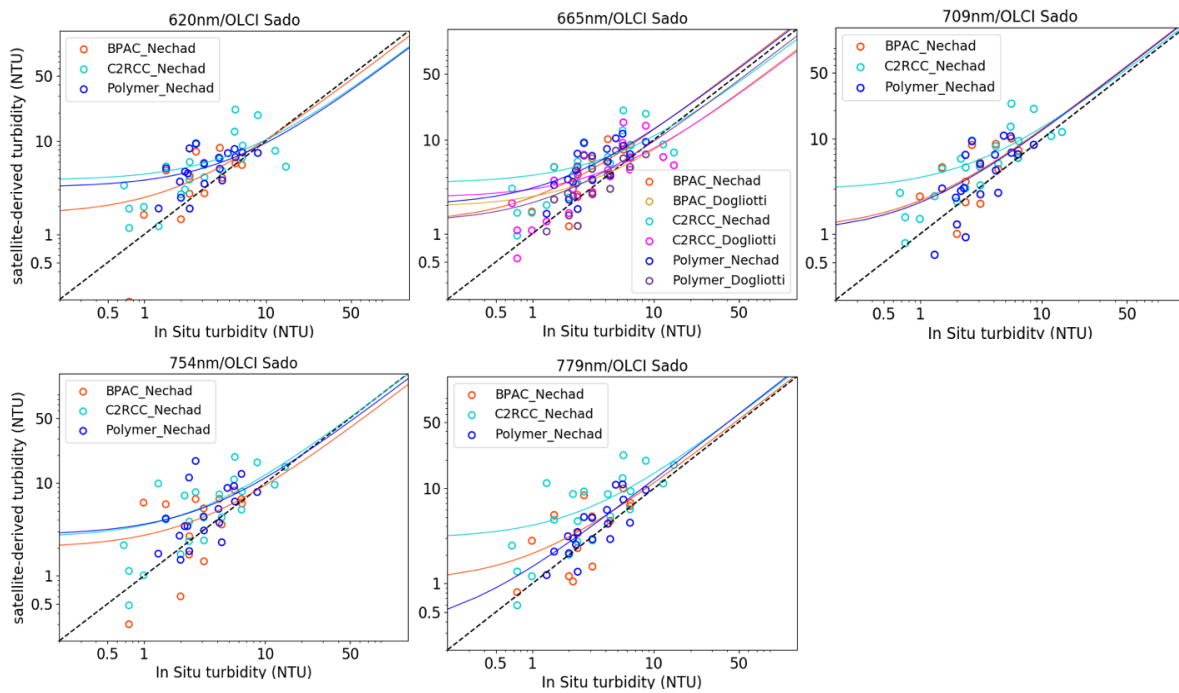 620nm/OLCI Sado
satellite-derived turbidity (NTU)
50
10
1
0.5
BPAC_Nechad
C2RCC_Nechad
Polymer_Nechad
0.5 1 10 50
In Situ turbidity (NTU)
665nm/OLCI Sado
50
10
1
0.5
BPAC_Nechad
BPAC_Dogliotti
C2RCC_Nechad
C2RCC_Dogliotti
Polymer_Nechad
Polymer_Dogliotti
0.5 1 10 50
In Situ turbidity (NTU)
709nm/OLCI Sado
50
10
1
0.5
BPAC_Nechad
C2RCC_Nechad
Polymer_Nechad
0.5 1 10 50
In Situ turbidity (NTU)
754nm/OLCI Sado
satellite-derived turbidity (NTU)
50
10
1
0.5
BPAC_Nechad
C2RCC_Nechad
Polymer_Nechad
0.5 1 10 50
In Situ turbidity (NTU)
779nm/OLCI Sado
50
10
1
0.5
BPAC_Nechad
C2RCC_Nechad
Polymer_Nechad
0.5 1 10 50
In Situ turbidity (NTU)